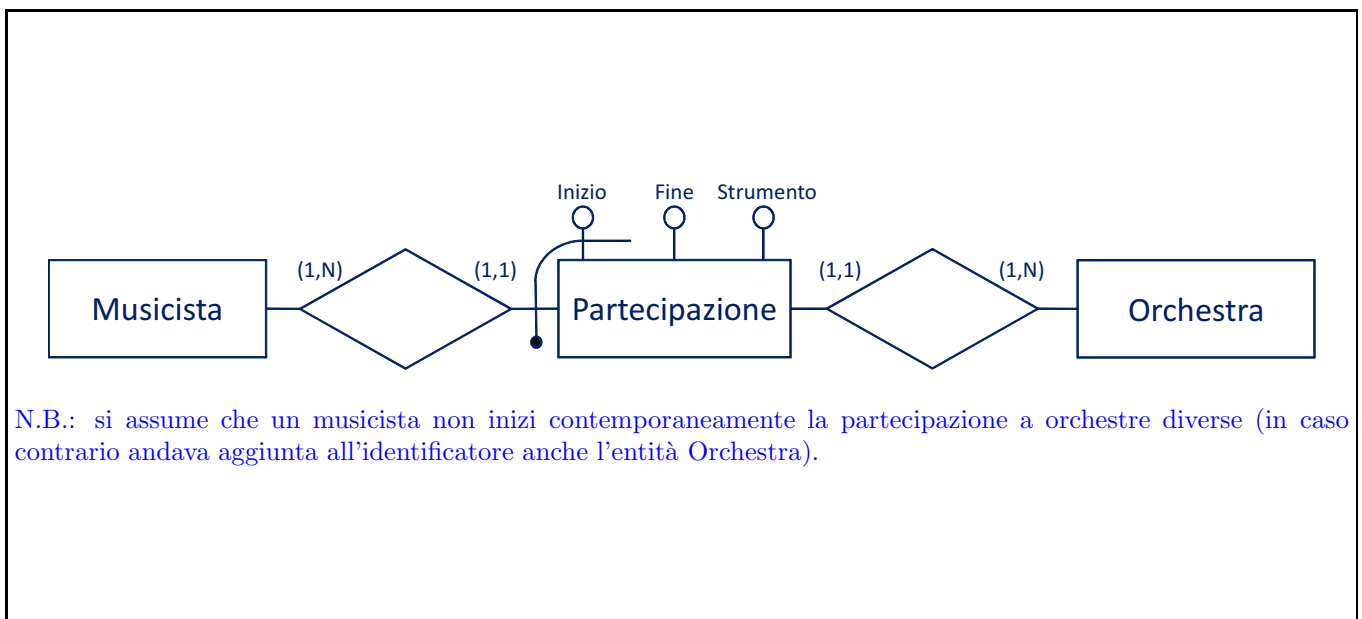 Inizio Fine Strumento
(1,N) (1,1) (1,1) (1,N)
Musicista Partecipazione Orchestra
N.B.: si assume che un musicista non inizi contemporaneamente la partecipazione a orchestre diverse (in caso
contrario andava aggiunta all'identificatore anche l'entità Orchestra).